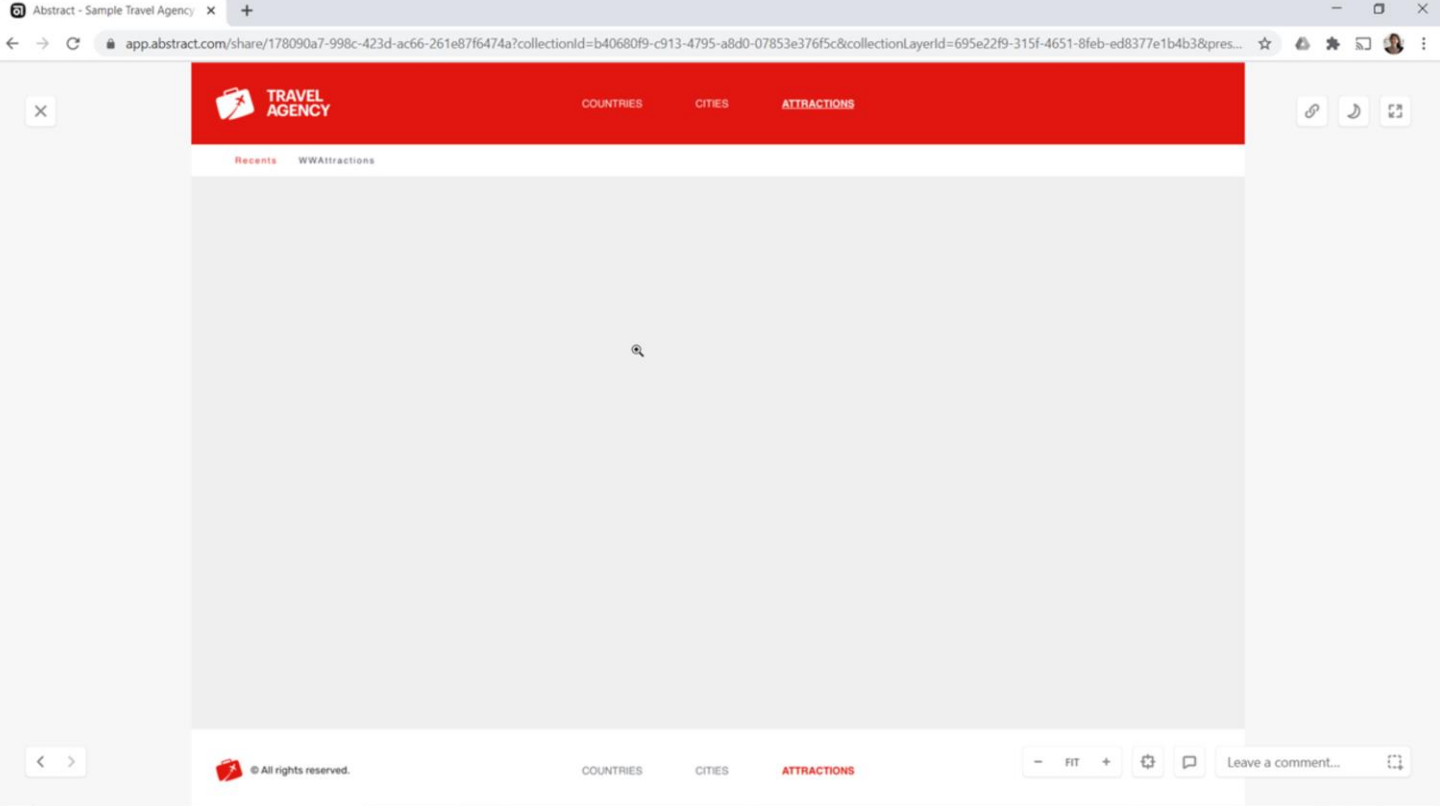 Abstract - Sample Travel Agency
app.abstract.com/share/178090a7-998c-423d-ac66-261e87f6474a?collectionId=b40680f9-c913-4795-a8d0-07853e376f5c&collectionLayerId=695e22f9-315f-4651-8feb-ed8377e1b4b3&pres...
TRAVEL
AGENCY
COUNTRIES CITIES ATTRACTIONS
Recents WWAttractions
© All rights reserved. COUNTRIES CITIES ATTRACTIONS
FIT
Leave a comment...